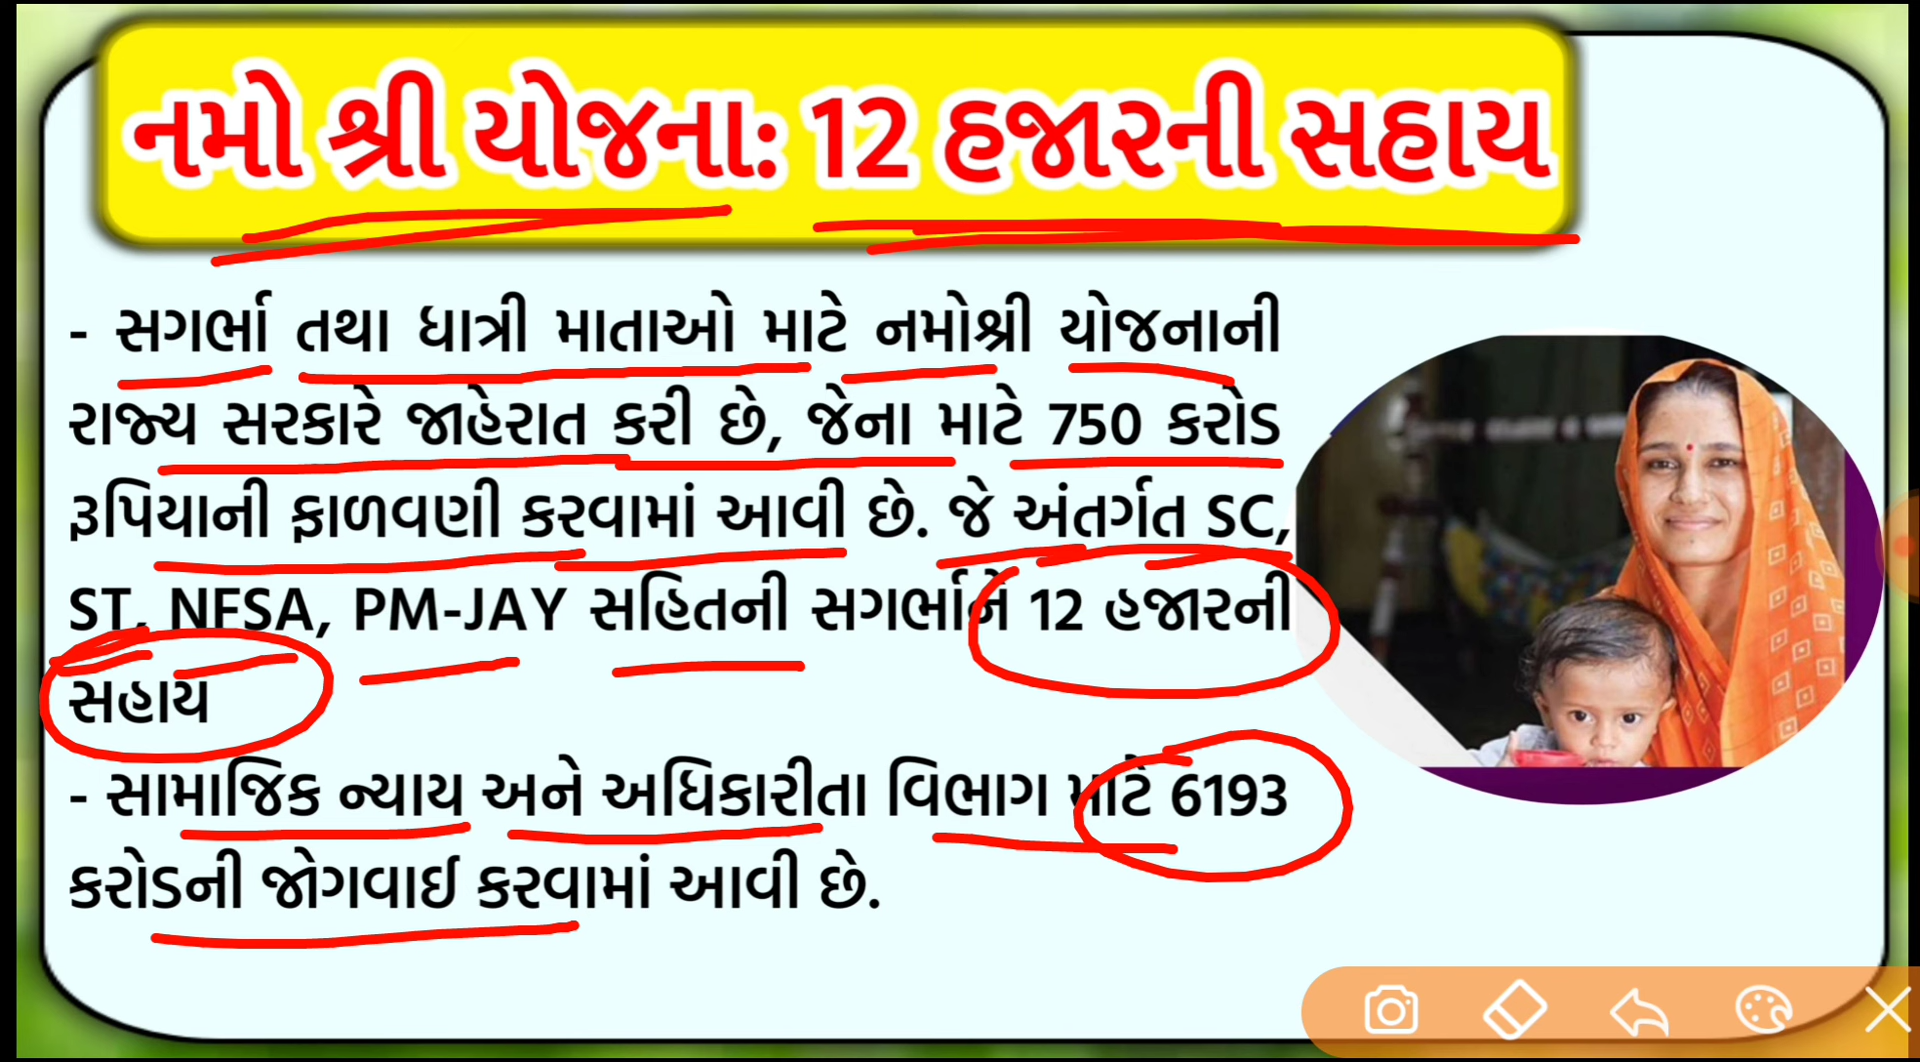 નમો શ્રી યોજના: 12 હજારની સહાય
- સગર્ભા તથા ધાત્રી માતાઓ માટે નમોશ્રી યોજનાની
રાજ્ય સરકારે જાહેરાત કરી છે, જેના માટે 750 કરોડ
રૂપિયાની ફાળવણી કરવામાં આવી છે. જે અંતર્ગત SC,
ST, NFSA, PM-JAY સહિતની સગર્ભાને 12 હજારની
સહાય
- સામાજિક ન્યાય અને અધિકારીતા વિભાગ માટે 6193
કરોડની જોગવાઈ કરવામાં આવી છે.